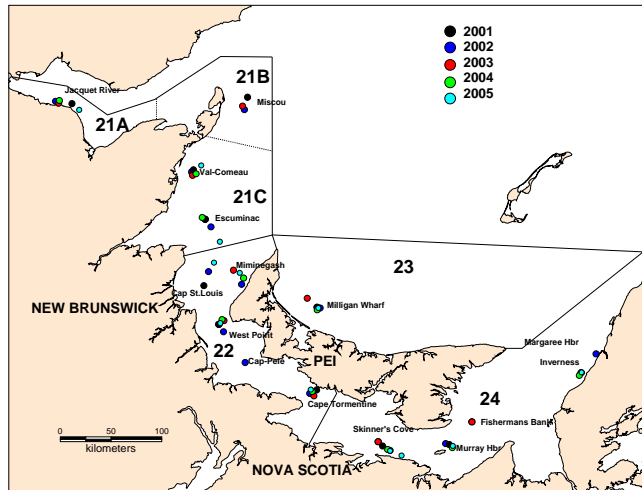 2001
2002
2003
2004
2005
Jacquet River
21B
Miscou
21A
Val-Comeau
21C
Escuminac
23
Miminegash
Cap St.Louis
NEW BRUNSWICK
Milligan Wharf
Margaree Hbr
West Point
22
PEI
Inverness
Cap-Pele
24
Cape Tormentine
Fishermans Bank
Skinner's Cove
Murray Hbr
0 50 100
kilometers
NOVA SCOTIA